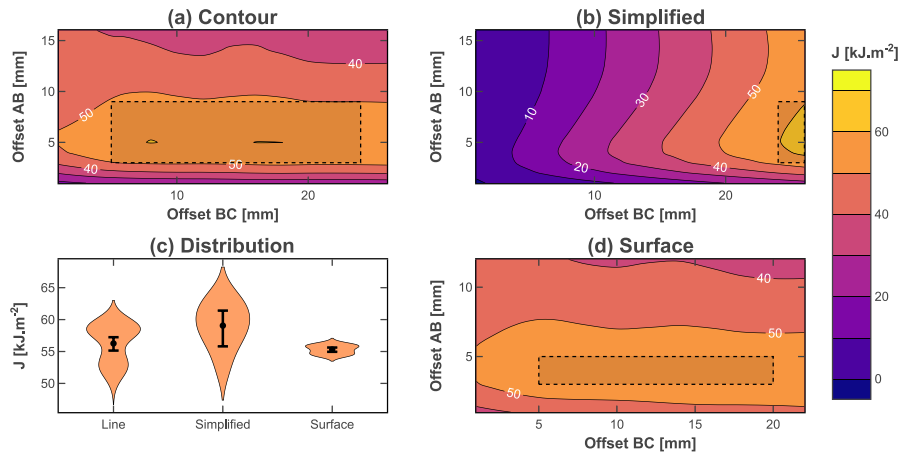 (a) Contour
Offset AB [mm]
15
10
5
40
50
50
40
10
20
Offset BC [mm]
(b) Simplified
Offset AB [mm]
15
10
5
10
30
50
20
40
10
20
Offset BC [mm]
J [kJ.m-2]
60
40
20
0
(c) Distribution
J [kJ.m-2]
65
60
55
50
Line
Simplified
Surface
(d) Surface
Offset AB [mm]
10
5
40
50
50
5
10
15
20
Offset BC [mm]